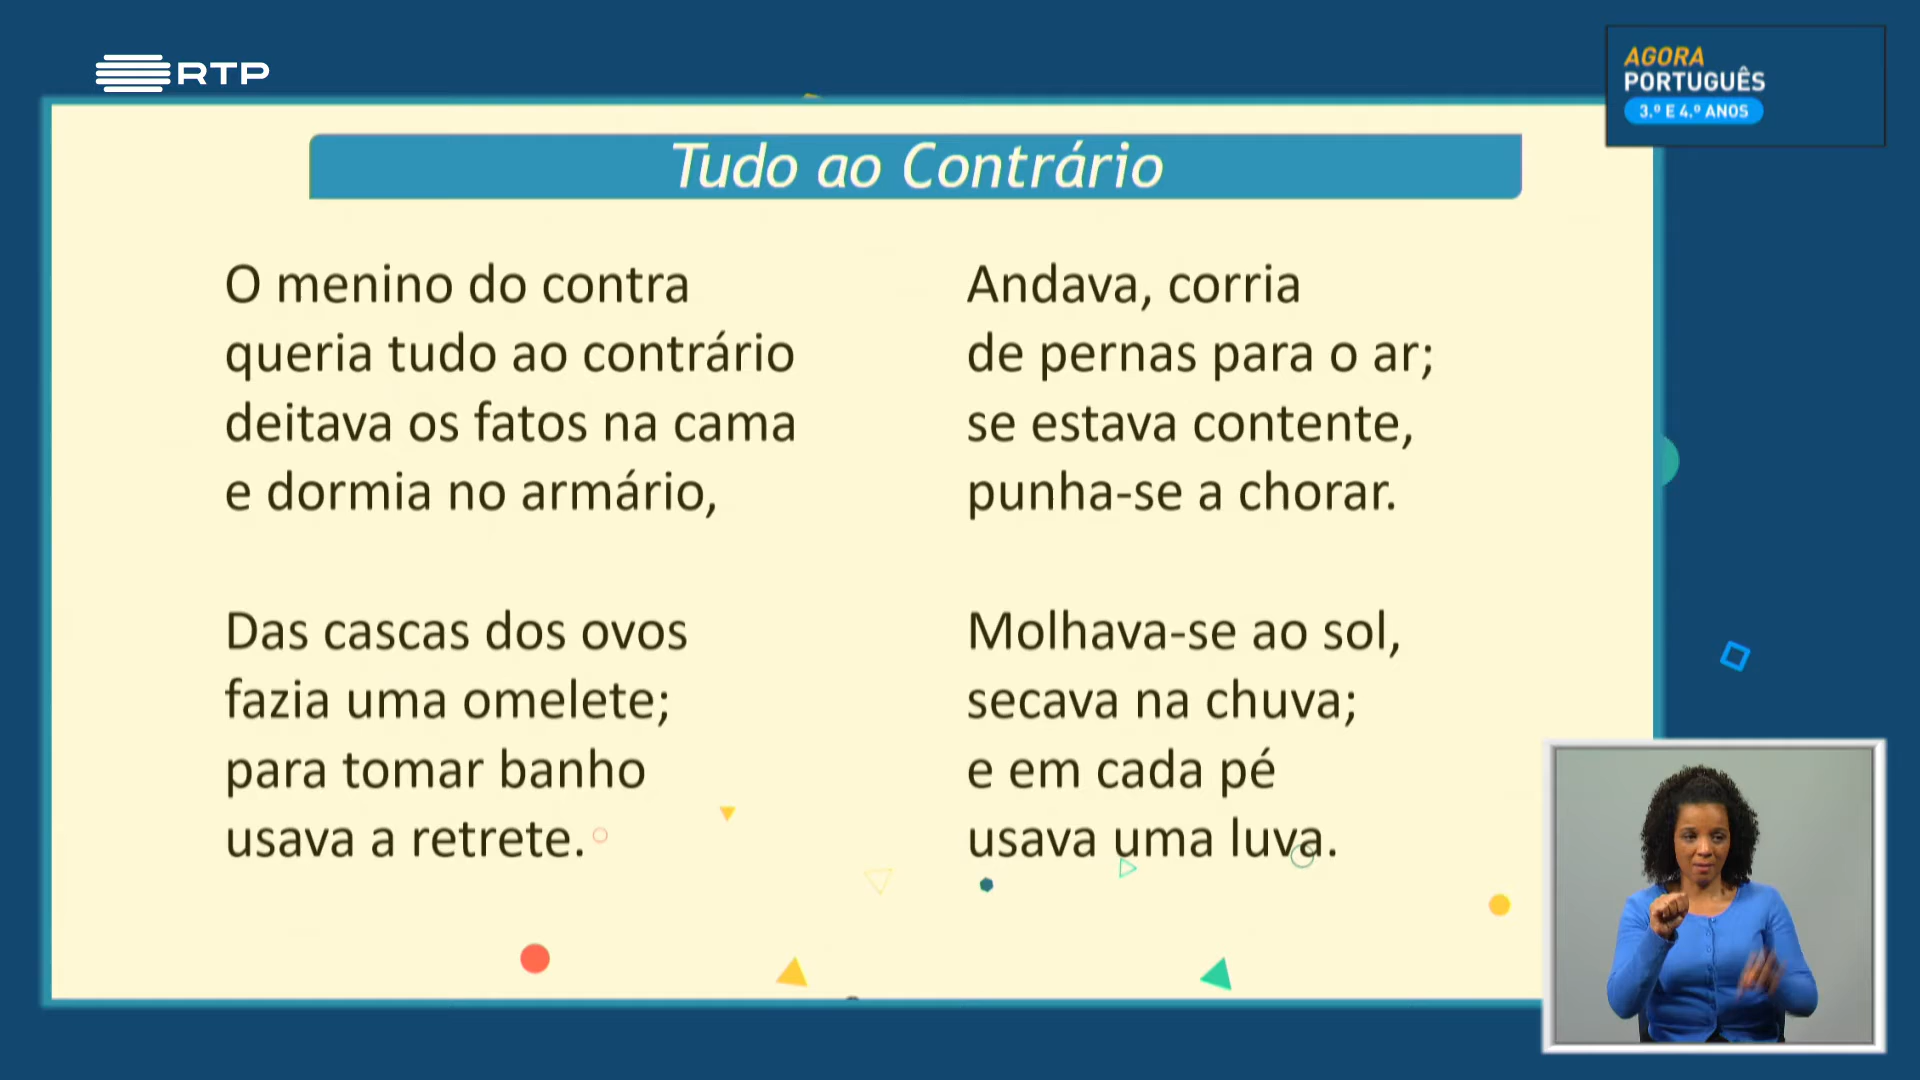 RTP
AGORA
PORTUGUÊS
3.º E 4.º ANOS
Tudo ao Contrário
O menino do contra
queria tudo ao contrário
deitava os fatos na cama
e dormia no armário,
Das cascas dos ovos
fazia uma omelete;
para tomar banho
usava a retrete.
Andava, corria
de pernas para o ar;
se estava contente,
punha-se a chorar.
Molhava-se ao sol,
secava na chuva;
e em cada pé
usava uma luva.